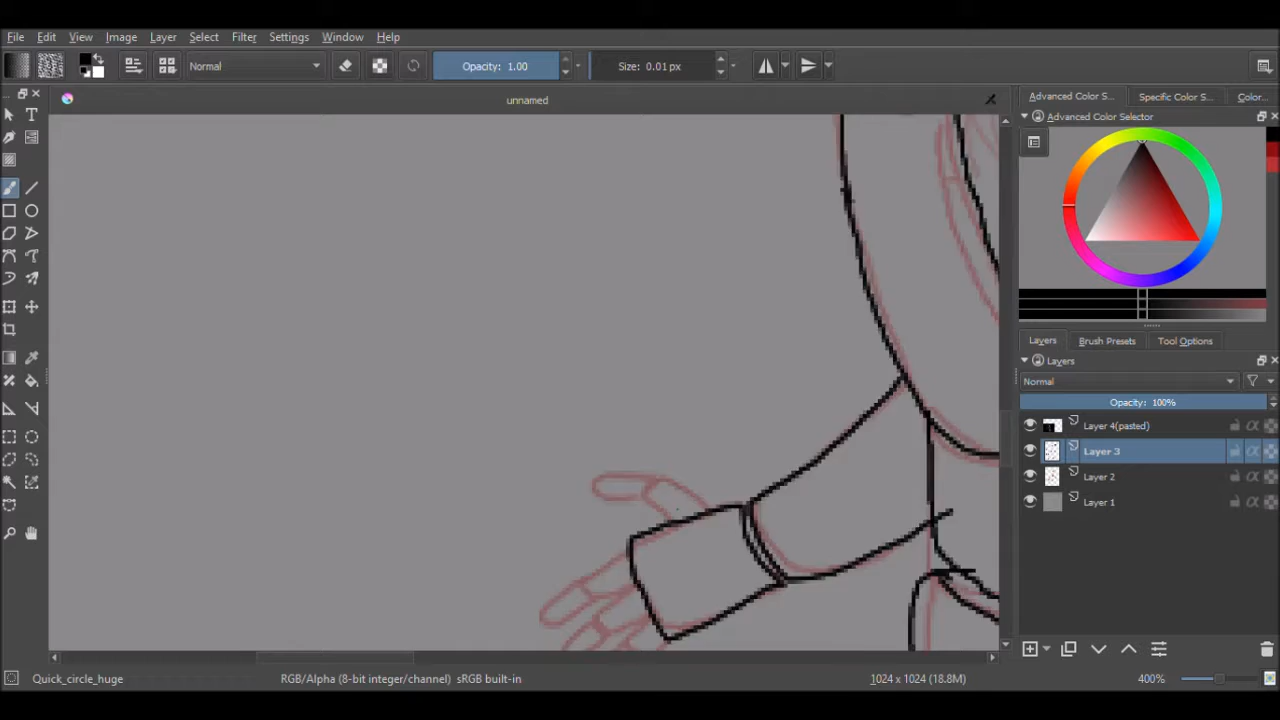 File Edit View Image Layer Select Filter Settings Window Help
Normal Opacity: 1.00 Size: 0.01 px
unnamed
Advanced Color S... Specific Color S... Color...
Advanced Color Selector
Layers Brush Presets Tool Options
Layers
Normal
Opacity: 100%
Layer 4(pasted)
Layer 3
Layer 2
Layer 1
Quick_circle_huge RGB/Alpha (8-bit integer/channel) sRGB built-in 1024 x 1024 (18.8M) 400%